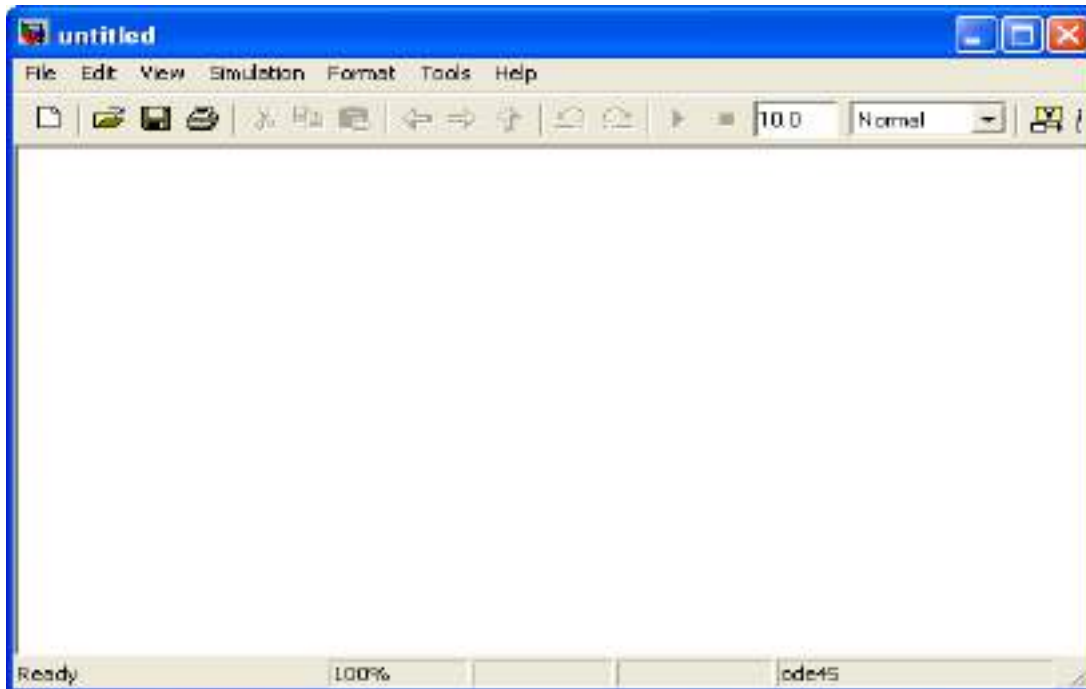 untitled
File Edit View Simulation Format Tools Help
10.0 Normal
Ready 100% ode45